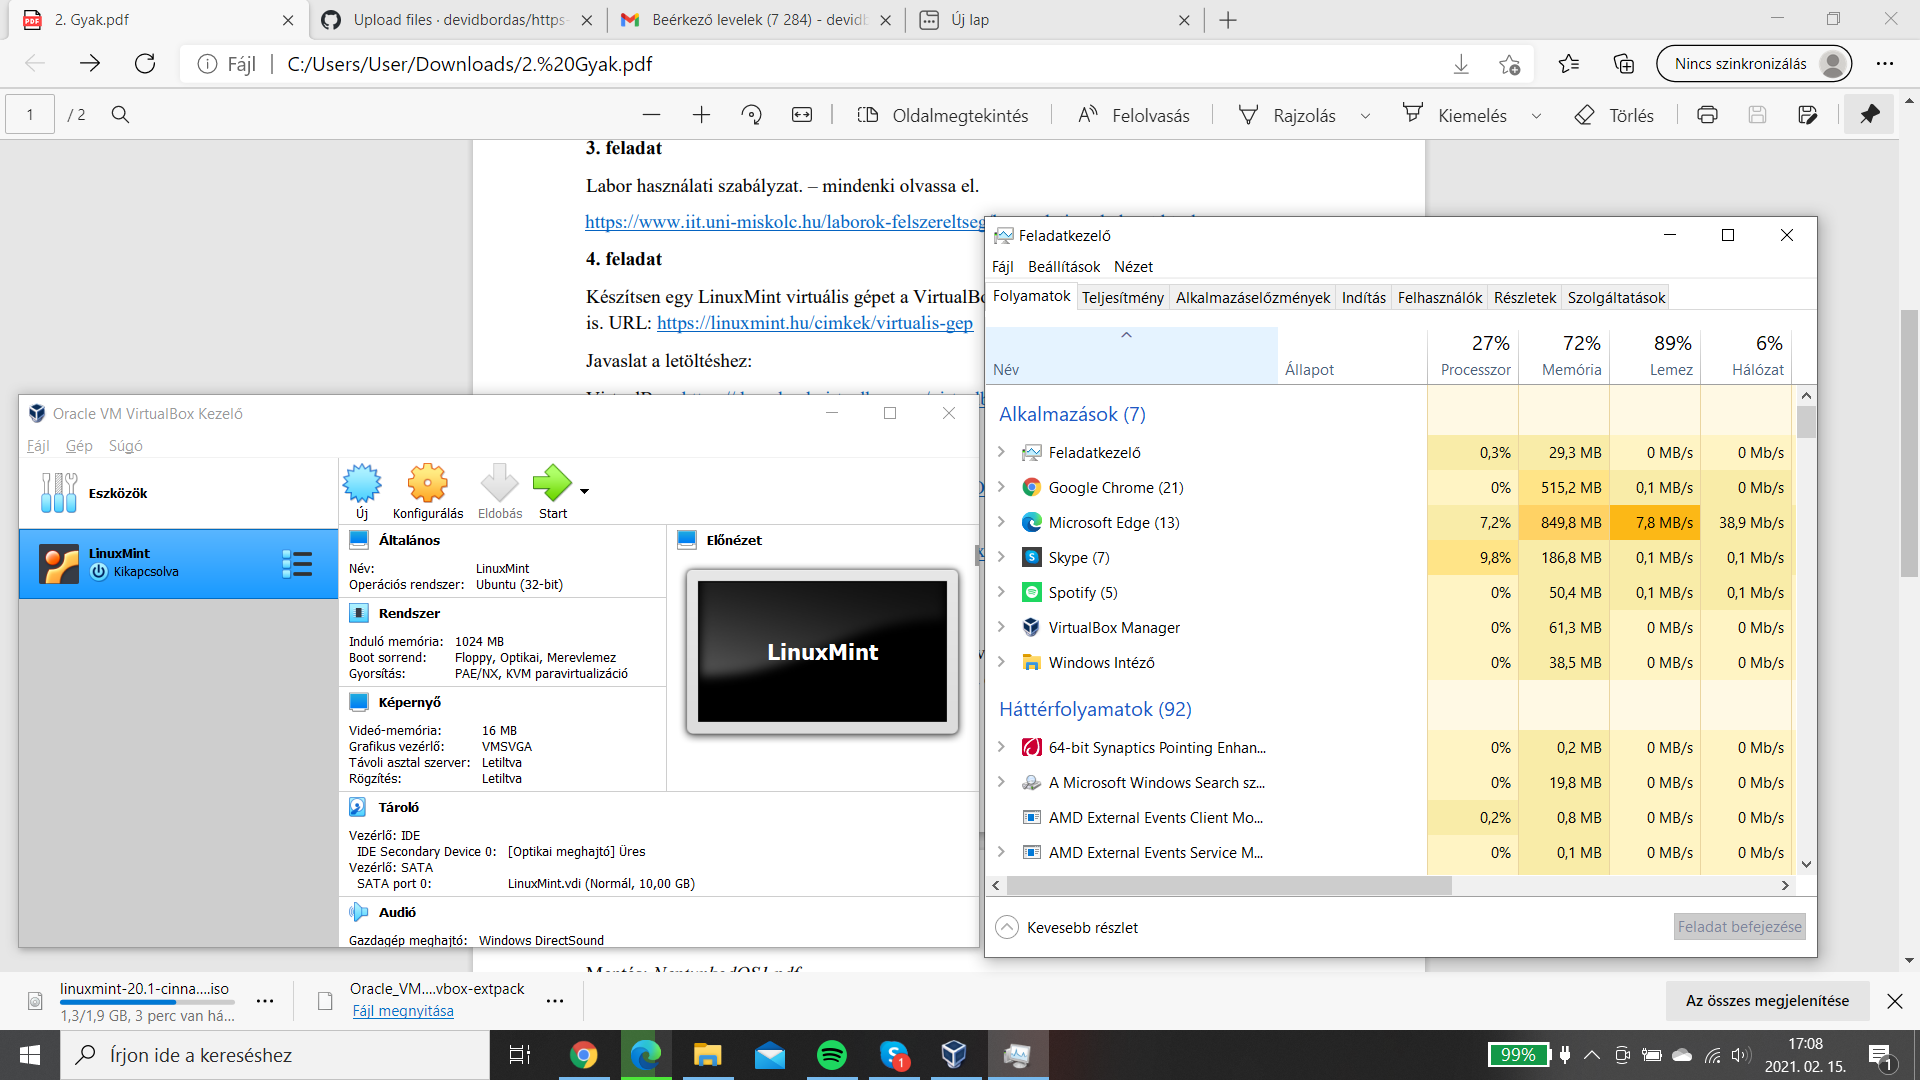 2. Gyak.pdf
Upload files · devidbordas/https-
Beérkező levelek (7 284) - devidb
Új lap
Fájl
C:/Users/User/Downloads/2.%20Gyak.pdf
Nincs szinkronizálás
1
/ 2
Oldalmegtekintés
Felolvasás
Rajzolás
Kiemelés
Törlés
3. feladat
Labor használati szabályzat. – mindenki olvassa el.
https://www.iit.uni-miskolc.hu/laborok-felszereltseg/
4. feladat
Készítsen egy LinuxMint virtuális gépet a VirtualBo
is. URL: https://linuxmint.hu/cimkek/virtualis-gep
Javaslat a letöltéshez:
Oracle VM VirtualBox Kezelő
Fájl Gép Súgó
Eszközök
LinuxMint
Kikapcsolva
Új
Konfigurálás
Eldobás
Start
Általános
Név: LinuxMint
Operációs rendszer: Ubuntu (32-bit)
Rendszer
Induló memória: 1024 MB
Boot sorrend: Floppy, Optikai, Merevlemez
Gyorsítás: PAE/NX, KVM paravirtualizáció
Képernyő
Videó-memória: 16 MB
Grafikus vezérlő: VMSVGA
Távoli asztal szerver: Letiltva
Rögzítés: Letiltva
Előnézet
LinuxMint
Tároló
Vezérlő: IDE
IDE Secondary Device 0: [Optikai meghajtó] Üres
Vezérlő: SATA
SATA port 0: LinuxMint.vdi (Normál, 10,00 GB)
Audió
Gazdagép meghajtó: Windows DirectSound
Feladatkezelő
Fájl Beállítások Nézet
Folyamatok Teljesítmény Alkalmazáselőzmények Indítás Felhasználók Részletek Szolgáltatások
27% 72% 89% 6%
Név Állapot Processzor Memória Lemez Hálózat
Alkalmazások (7)
Feladatkezelő 0,3% 29,3 MB 0 MB/s 0 Mb/s
Google Chrome (21) 0% 515,2 MB 0,1 MB/s 0 Mb/s
Microsoft Edge (13) 7,2% 849,8 MB 7,8 MB/s 38,9 Mb/s
Skype (7) 9,8% 186,8 MB 0,1 MB/s 0,1 Mb/s
Spotify (5) 0% 50,4 MB 0,1 MB/s 0,1 Mb/s
VirtualBox Manager 0% 61,3 MB 0 MB/s 0 Mb/s
Windows Intéző 0% 38,5 MB 0 MB/s 0 Mb/s
Háttérfolyamatok (92)
64-bit Synaptics Pointing Enhan... 0% 0,2 MB 0 MB/s 0 Mb/s
A Microsoft Windows Search sz... 0% 19,8 MB 0 MB/s 0 Mb/s
AMD External Events Client Mo... 0,2% 0,8 MB 0 MB/s 0 Mb/s
AMD External Events Service M... 0% 0,1 MB 0 MB/s 0 Mb/s
Kevesebb részlet
Feladat befejezése
linuxmint-20.1-cinna....iso
1,3/1,9 GB, 3 perc van há...
Oracle_VM....vbox-extpack
Fájl megnyitása
Az összes megjelenítése
Írjon ide a kereséshez
1
99%
17:08
2021. 02. 15.
1